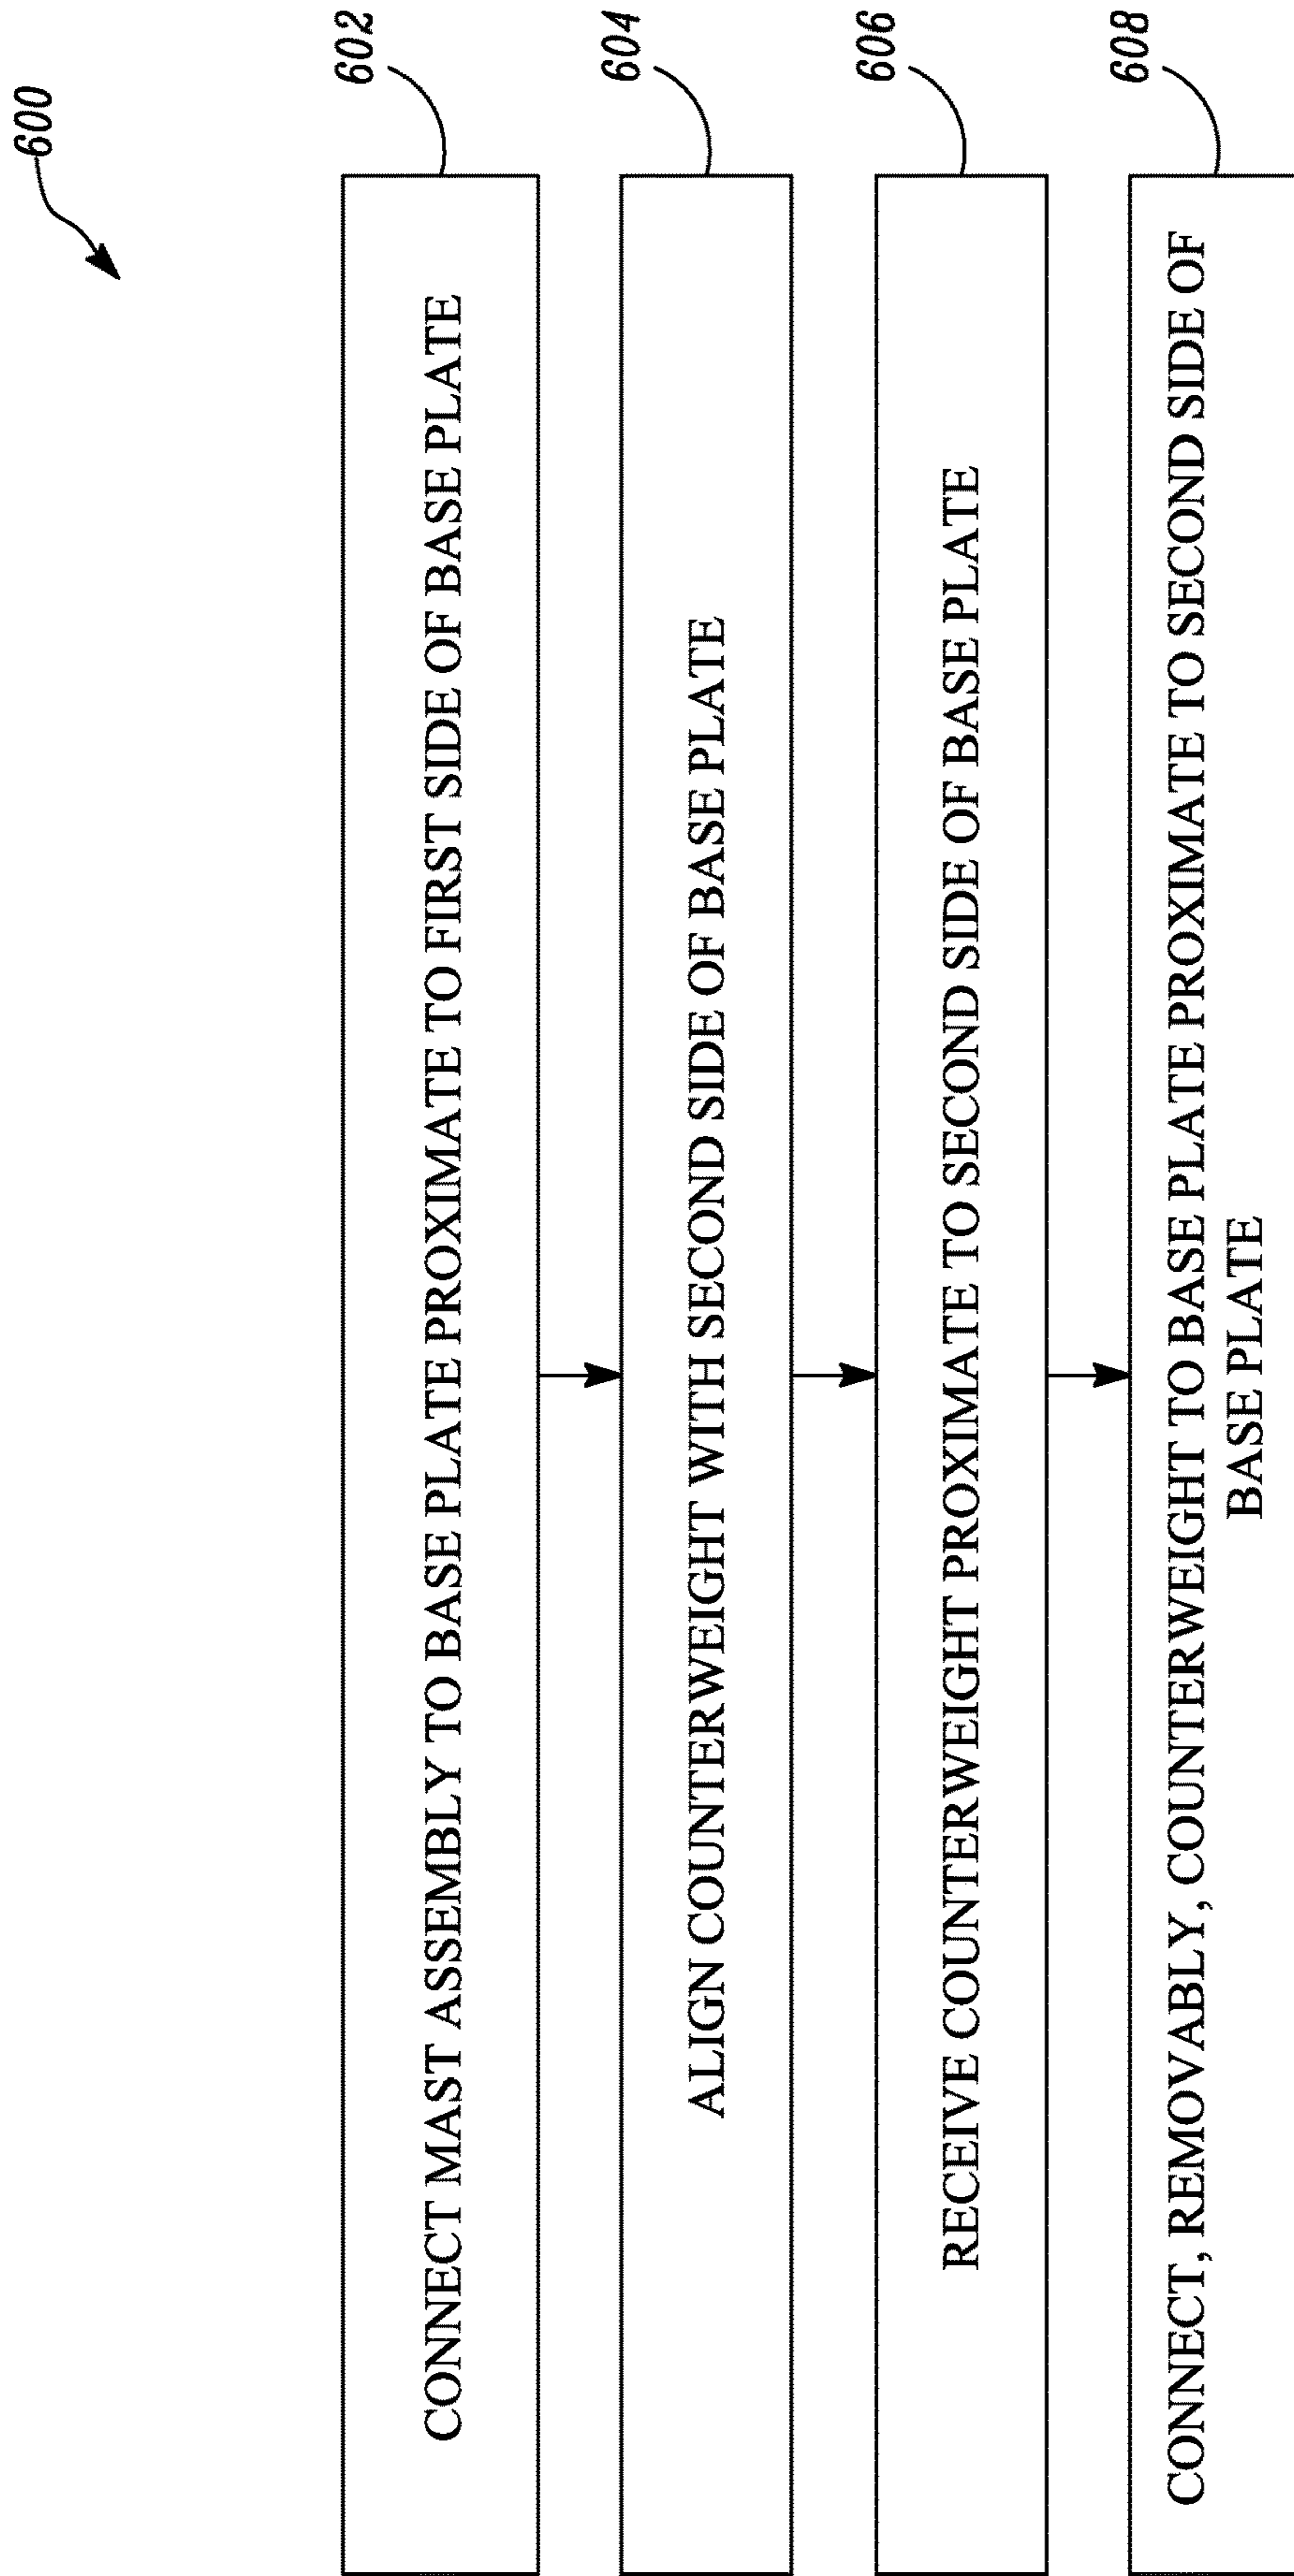 600
602
CONNECT MAST ASSEMBLY TO BASE PLATE PROXIMATE TO FIRST SIDE OF BASE PLATE
604
ALIGN COUNTERWEIGHT WITH SECOND SIDE OF BASE PLATE
606
RECEIVE COUNTERWEIGHT PROXIMATE TO SECOND SIDE OF BASE PLATE
608
CONNECT, REMOVABLY, COUNTERWEIGHT TO BASE PLATE PROXIMATE TO SECOND SIDE OF
BASE PLATE